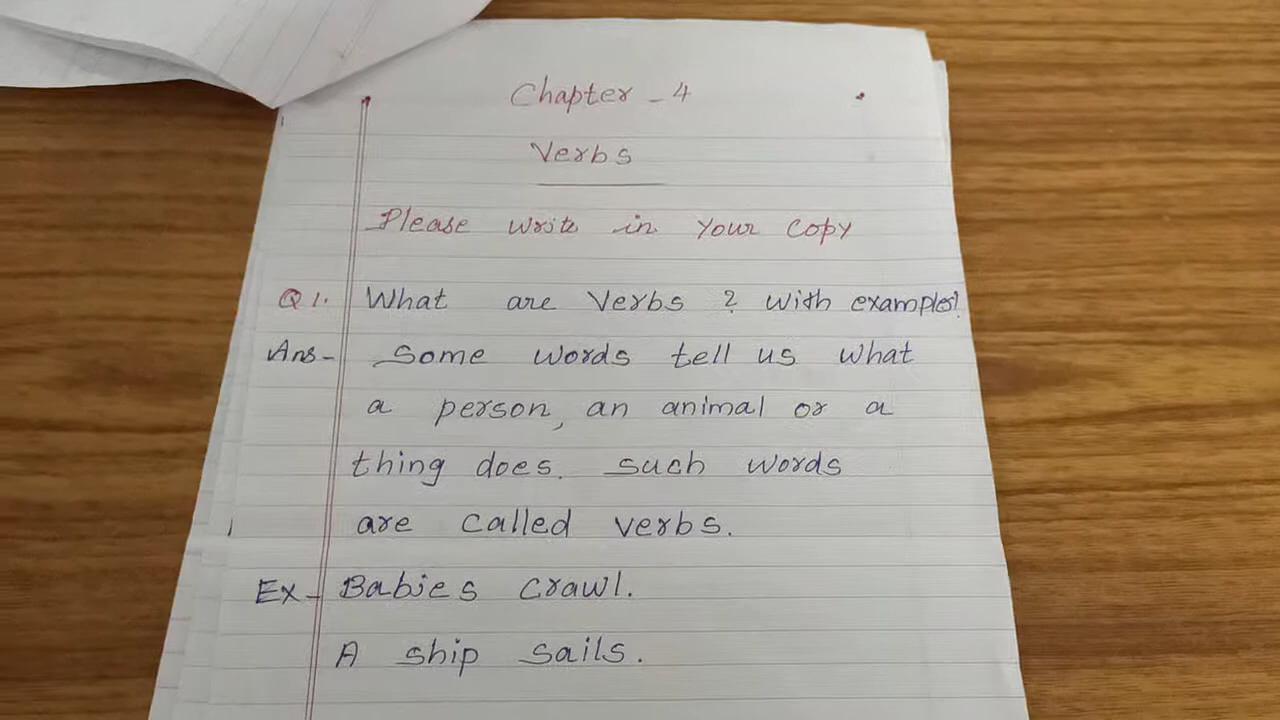 Chapter - 4
Verbs
Please write in your copy
Q1. What are verbs ? with examples?
Ans- Some words tell us what
a person, an animal or a
thing does. such words
are called verbs.
Ex- Babies crawl.
A ship sails.